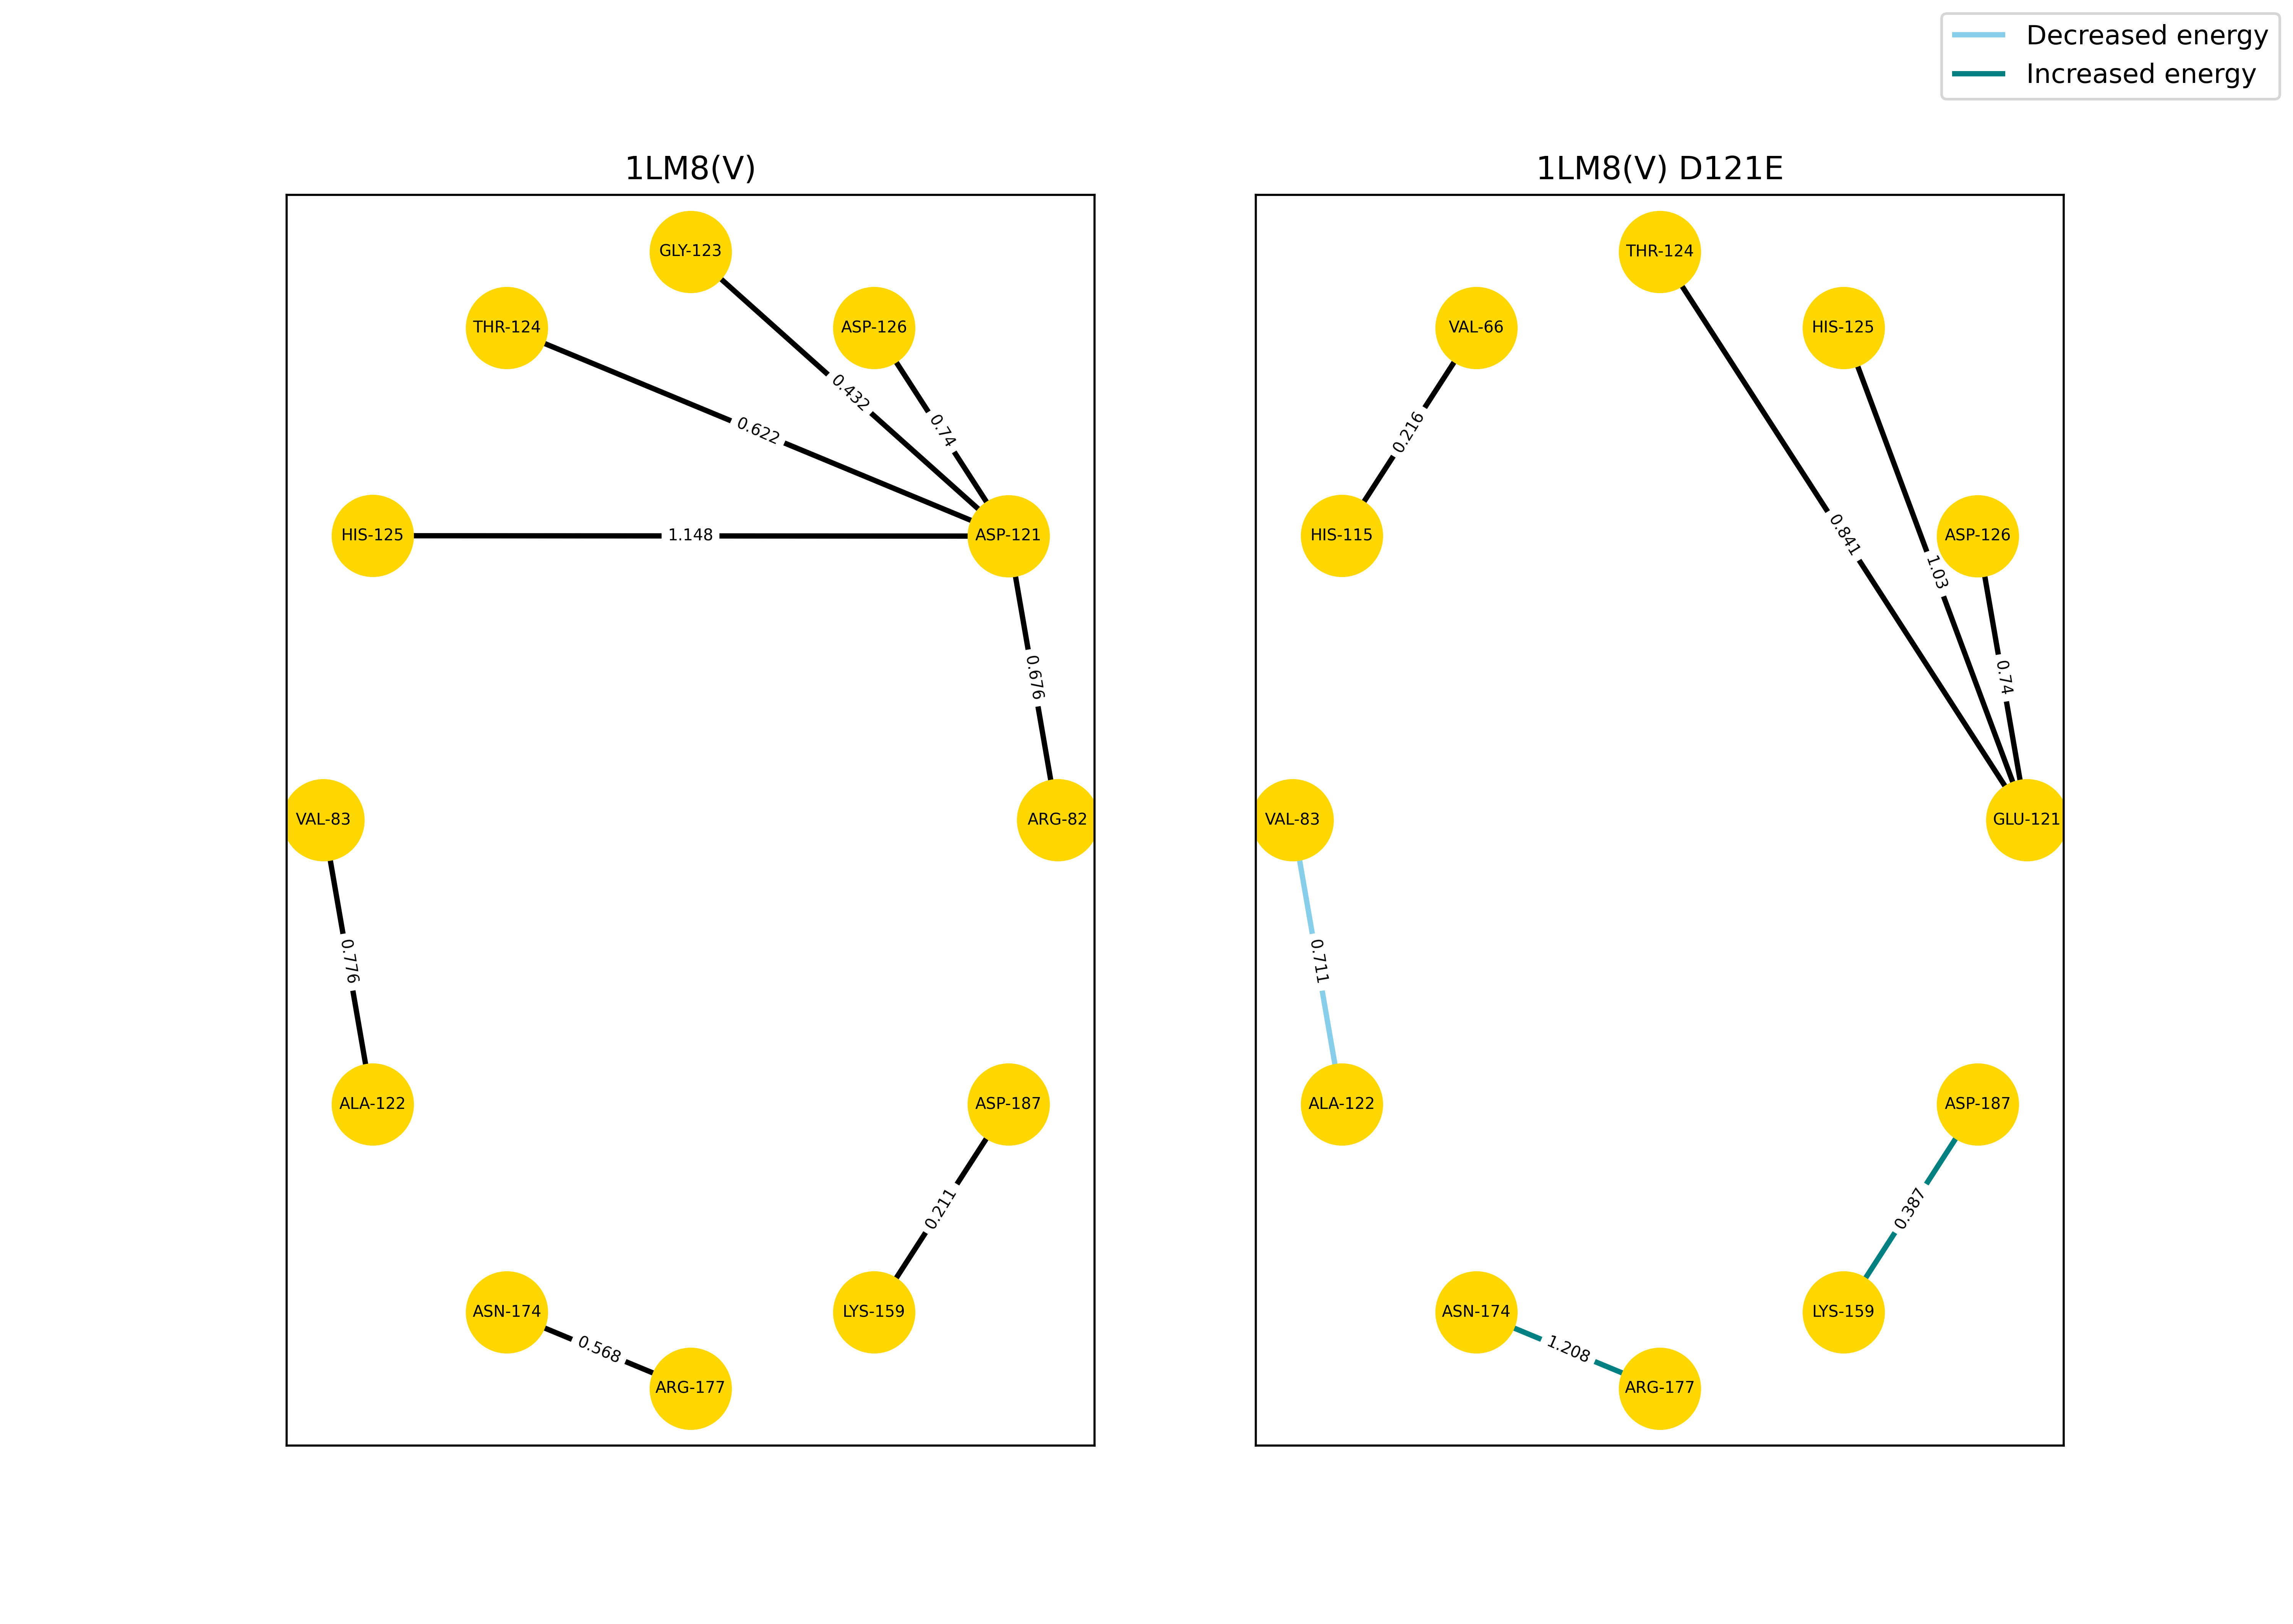 Decreased energy
Increased energy
1LM8(V)
GLY-123
THR-124
ASP-126
0.432
0.622
0.74
HIS-125
1.148
ASP-121
0.676
VAL-83
ARG-82
0.776
ALA-122
ASP-187
0.211
ASN-174
LYS-159
0.568
ARG-177
1LM8(V) D121E
THR-124
VAL-66
HIS-125
0.216
HIS-115
0.841
ASP-126
1.03
0.74
VAL-83
GLU-121
0.711
ALA-122
ASP-187
0.387
ASN-174
LYS-159
1.208
ARG-177